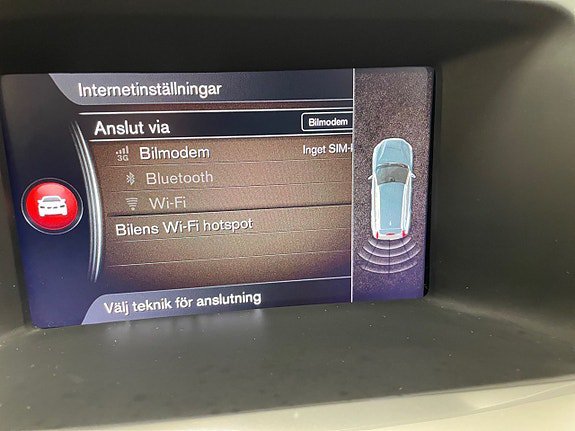 Internetinställningar
Anslut via Bilmodem
3G Bilmodem Inget SIM-
Bluetooth
Wi-Fi
Bilens Wi-Fi hotspot
Välj teknik för anslutning